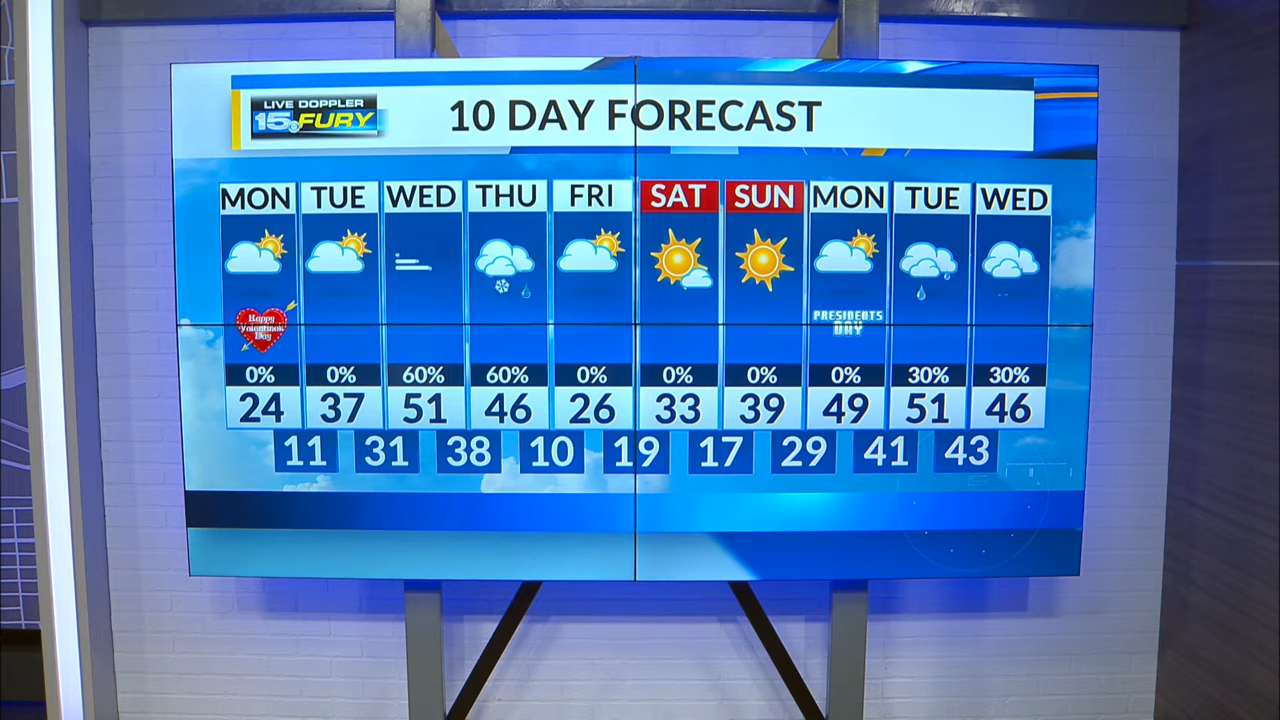 LIVE DOPPLER
15 FURY
10 DAY FORECAST
MON TUE WED THU FRI SAT SUN MON TUE WED
Happy
Valentine's
Day
PRESIDENTS
DAY
0% 0% 60% 60% 0% 0% 0% 0% 30% 30%
24 37 51 46 26 33 39 49 51 46
11 31 38 10 19 17 29 41 43